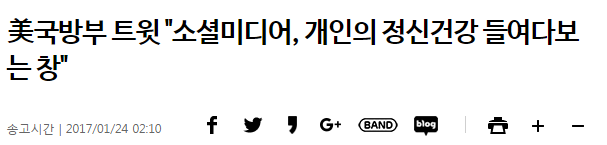 美국방부 트윗 "소셜미디어, 개인의 정신건강 들여다보
는 창"
송고시간 | 2017/01/24 02:10
G+
BAND
blog